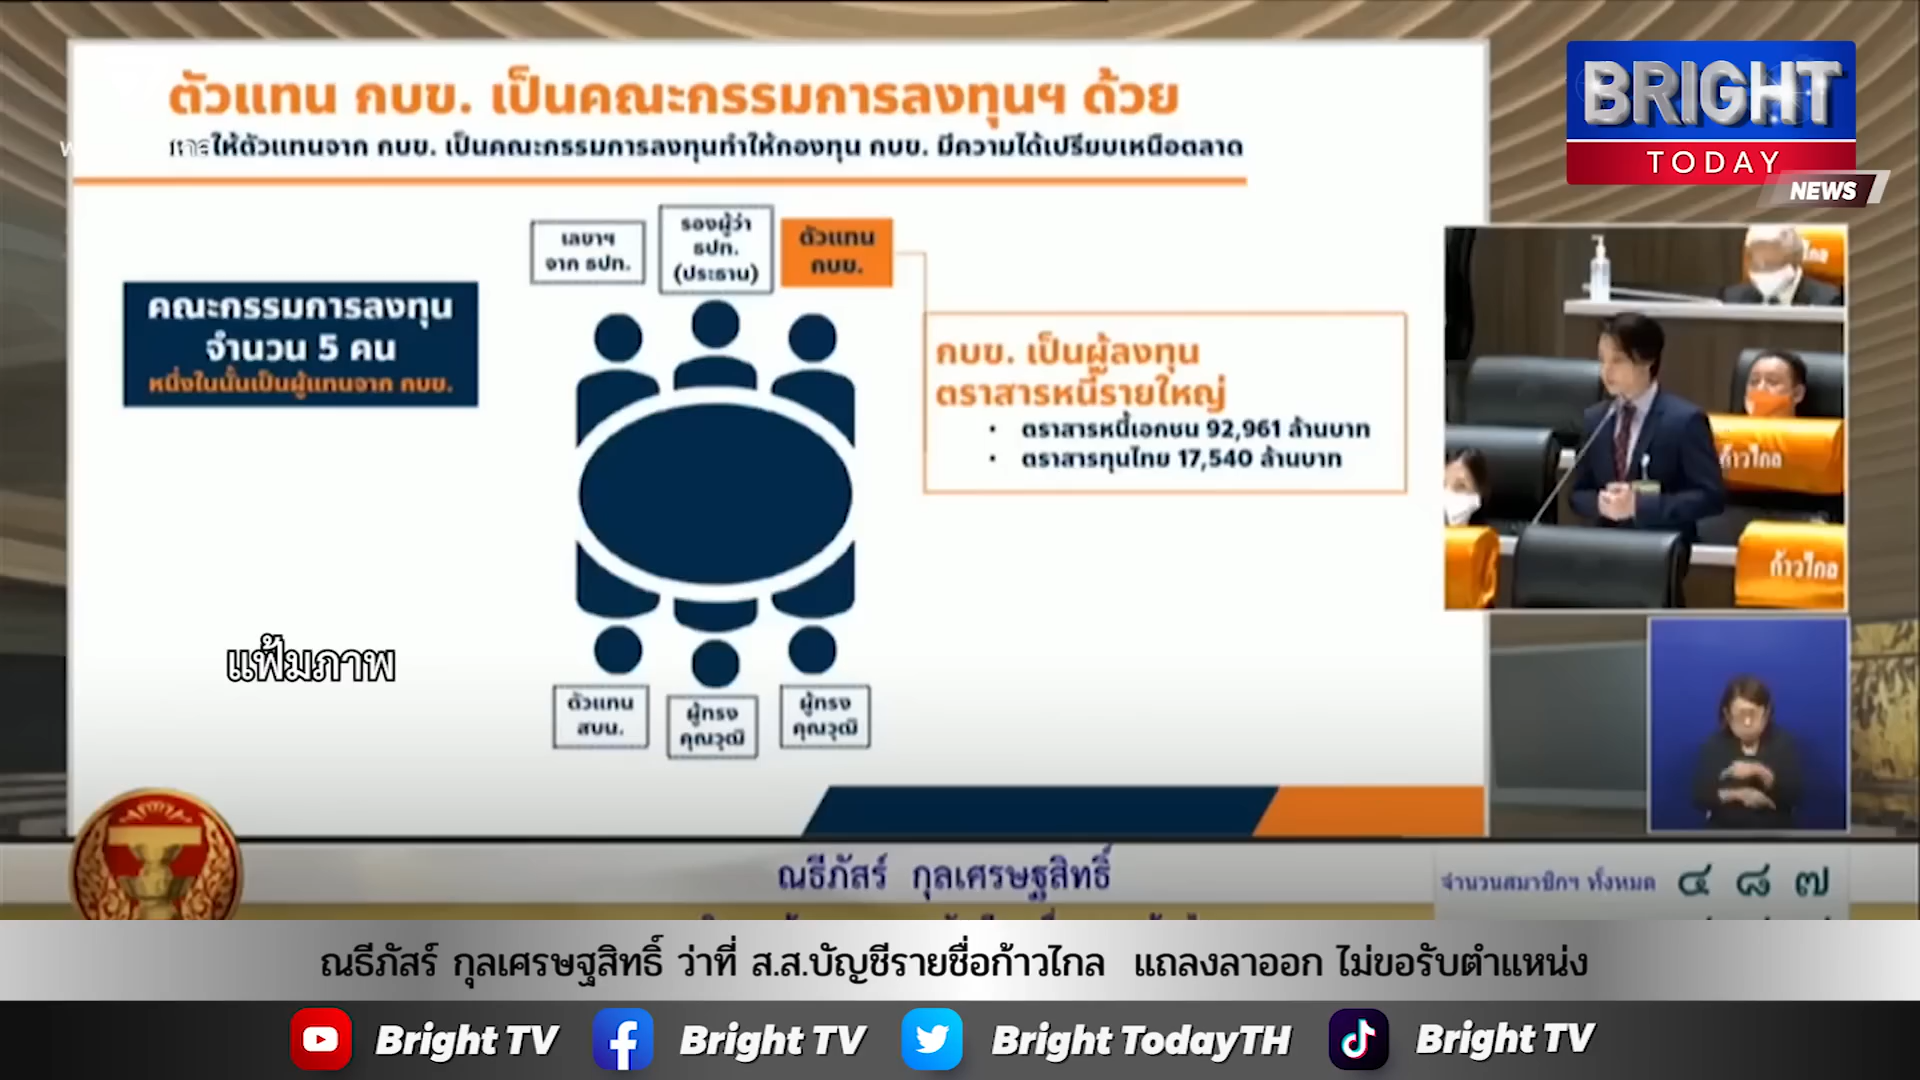 ตัวแทน กบข. เป็นคณะกรรมการลงทุนฯ ด้วย
ให้ตัวแทนจาก กบข. เป็นคณะกรรมการลงทุนทำให้กองทุน กบข. มีความได้เปรียบเหนือตลาด
BRIGHT
TODAY
NEWS
เลขาฯ
จาก ธปท.
รองผู้ว่า
ธปท.
(ประธาน)
ตัวแทน
กบข.
คณะกรรมการลงทุน
จำนวน 5 คน
หนึ่งในนั้นเป็นผู้แทนจาก กบข.
กบข. เป็นผู้ลงทุน
ตราสารหนี้รายใหญ่
• ตราสารหนี้เอกชน 92,961 ล้านบาท
• ตราสารทุนไทย 17,540 ล้านบาท
ก้าวไกล
ก้าวไกล
แฟ้มภาพ
ตัวแทน
สบน.
ผู้ทรง
คุณวุฒิ
ผู้ทรง
คุณวุฒิ
ณธีภัสร์ กุลเศรษฐสิทธิ์
จำนวนสมาชิกฯ ทั้งหมด ๔๘๗
ณธีภัสร์ กุลเศรษฐสิทธิ์ ว่าที่ ส.ส.บัญชีรายชื่อก้าวไกล แถลงลาออก ไม่ขอรับตำแหน่ง
Bright TV
Bright TV
Bright TodayTH
Bright TV